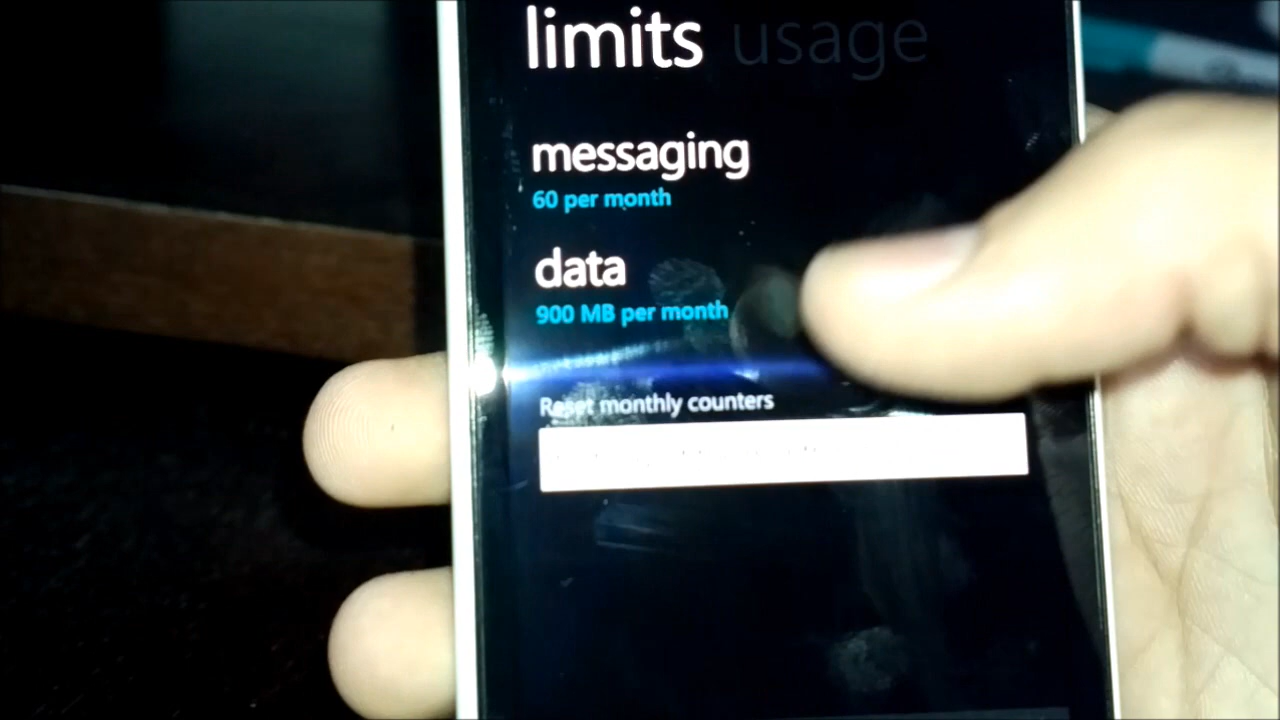 limits usage
messaging
60 per month
data
900 MB per month
Reset monthly counters